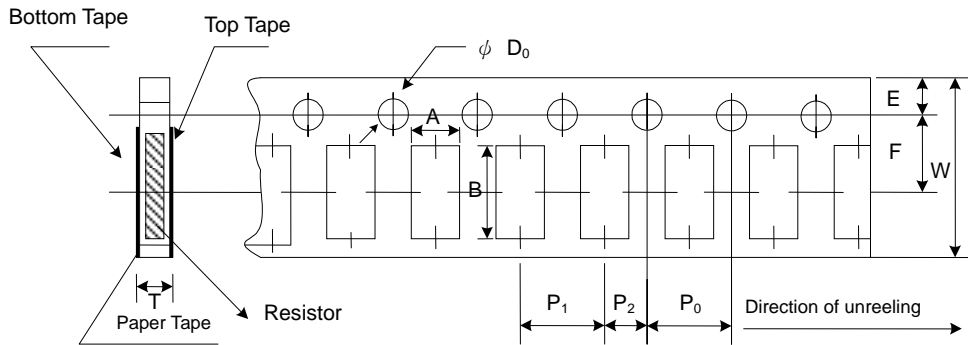 Bottom Tape
Top Tape
ϕ D₀
E
A
F
W
B
T
P₁
P₂
P₀
Resistor
Direction of unreeling
Paper Tape